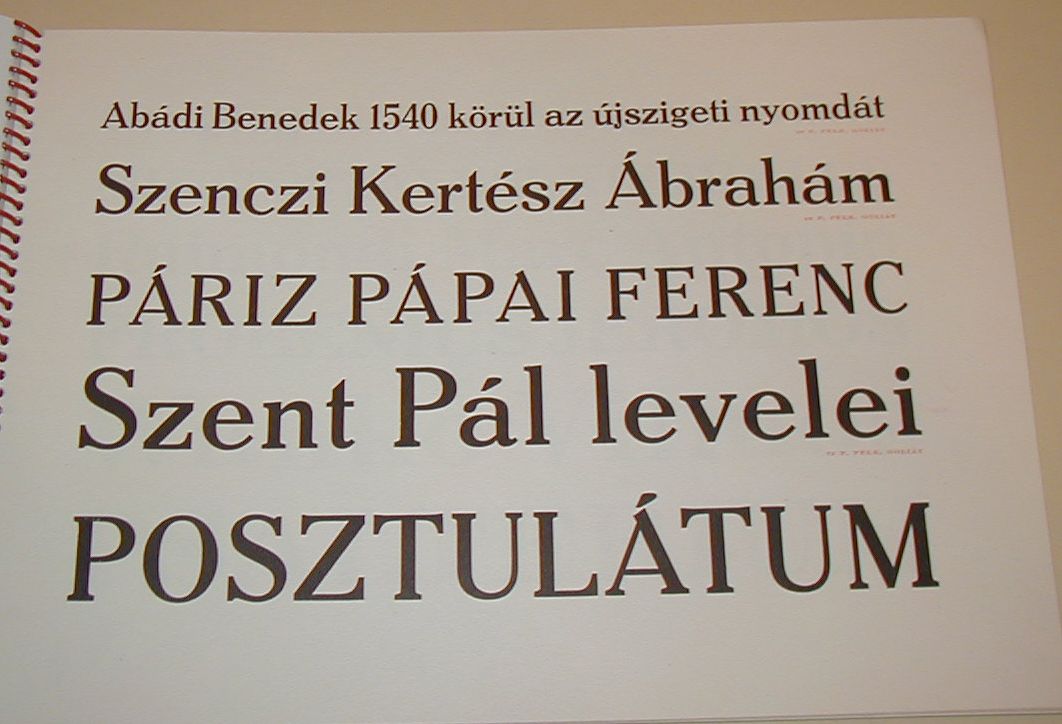 Abádi Benedek 1540 körül az újszigeti nyomdát
Szenczi Kertész Ábrahám
PÁRIZ PÁPAI FERENC
Szent Pál levelei
POSZTULÁTUM